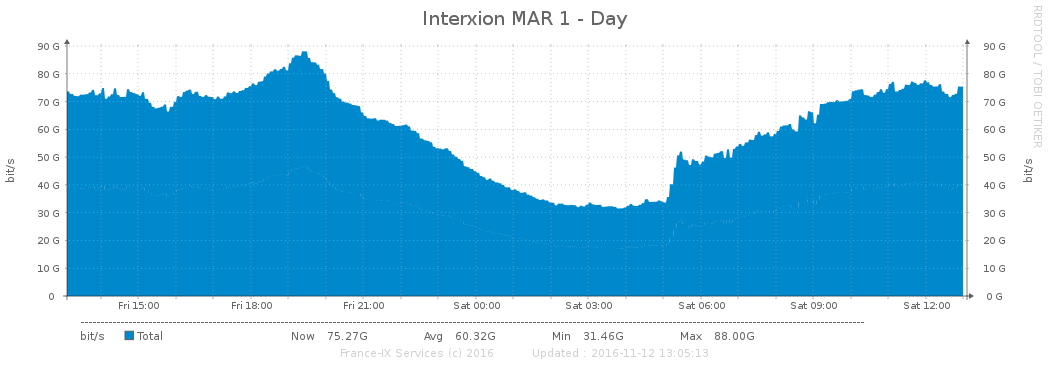 Interxion MAR 1 - Day
RRDTOOL / TOBI OETIKER
bit/s
bit/s
90 G 90 G
80 G 80 G
70 G 70 G
60 G 60 G
50 G 50 G
40 G 40 G
30 G 30 G
20 G 20 G
10 G 10 G
0 0 G
Fri 15:00 Fri 18:00 Fri 21:00 Sat 00:00 Sat 03:00 Sat 06:00 Sat 09:00 Sat 12:00
bit/s Total Now 75.27G Avg 60.32G Min 31.46G Max 88.00G
France-IX Services (c) 2016 Updated : 2016-11-12 13:05:13